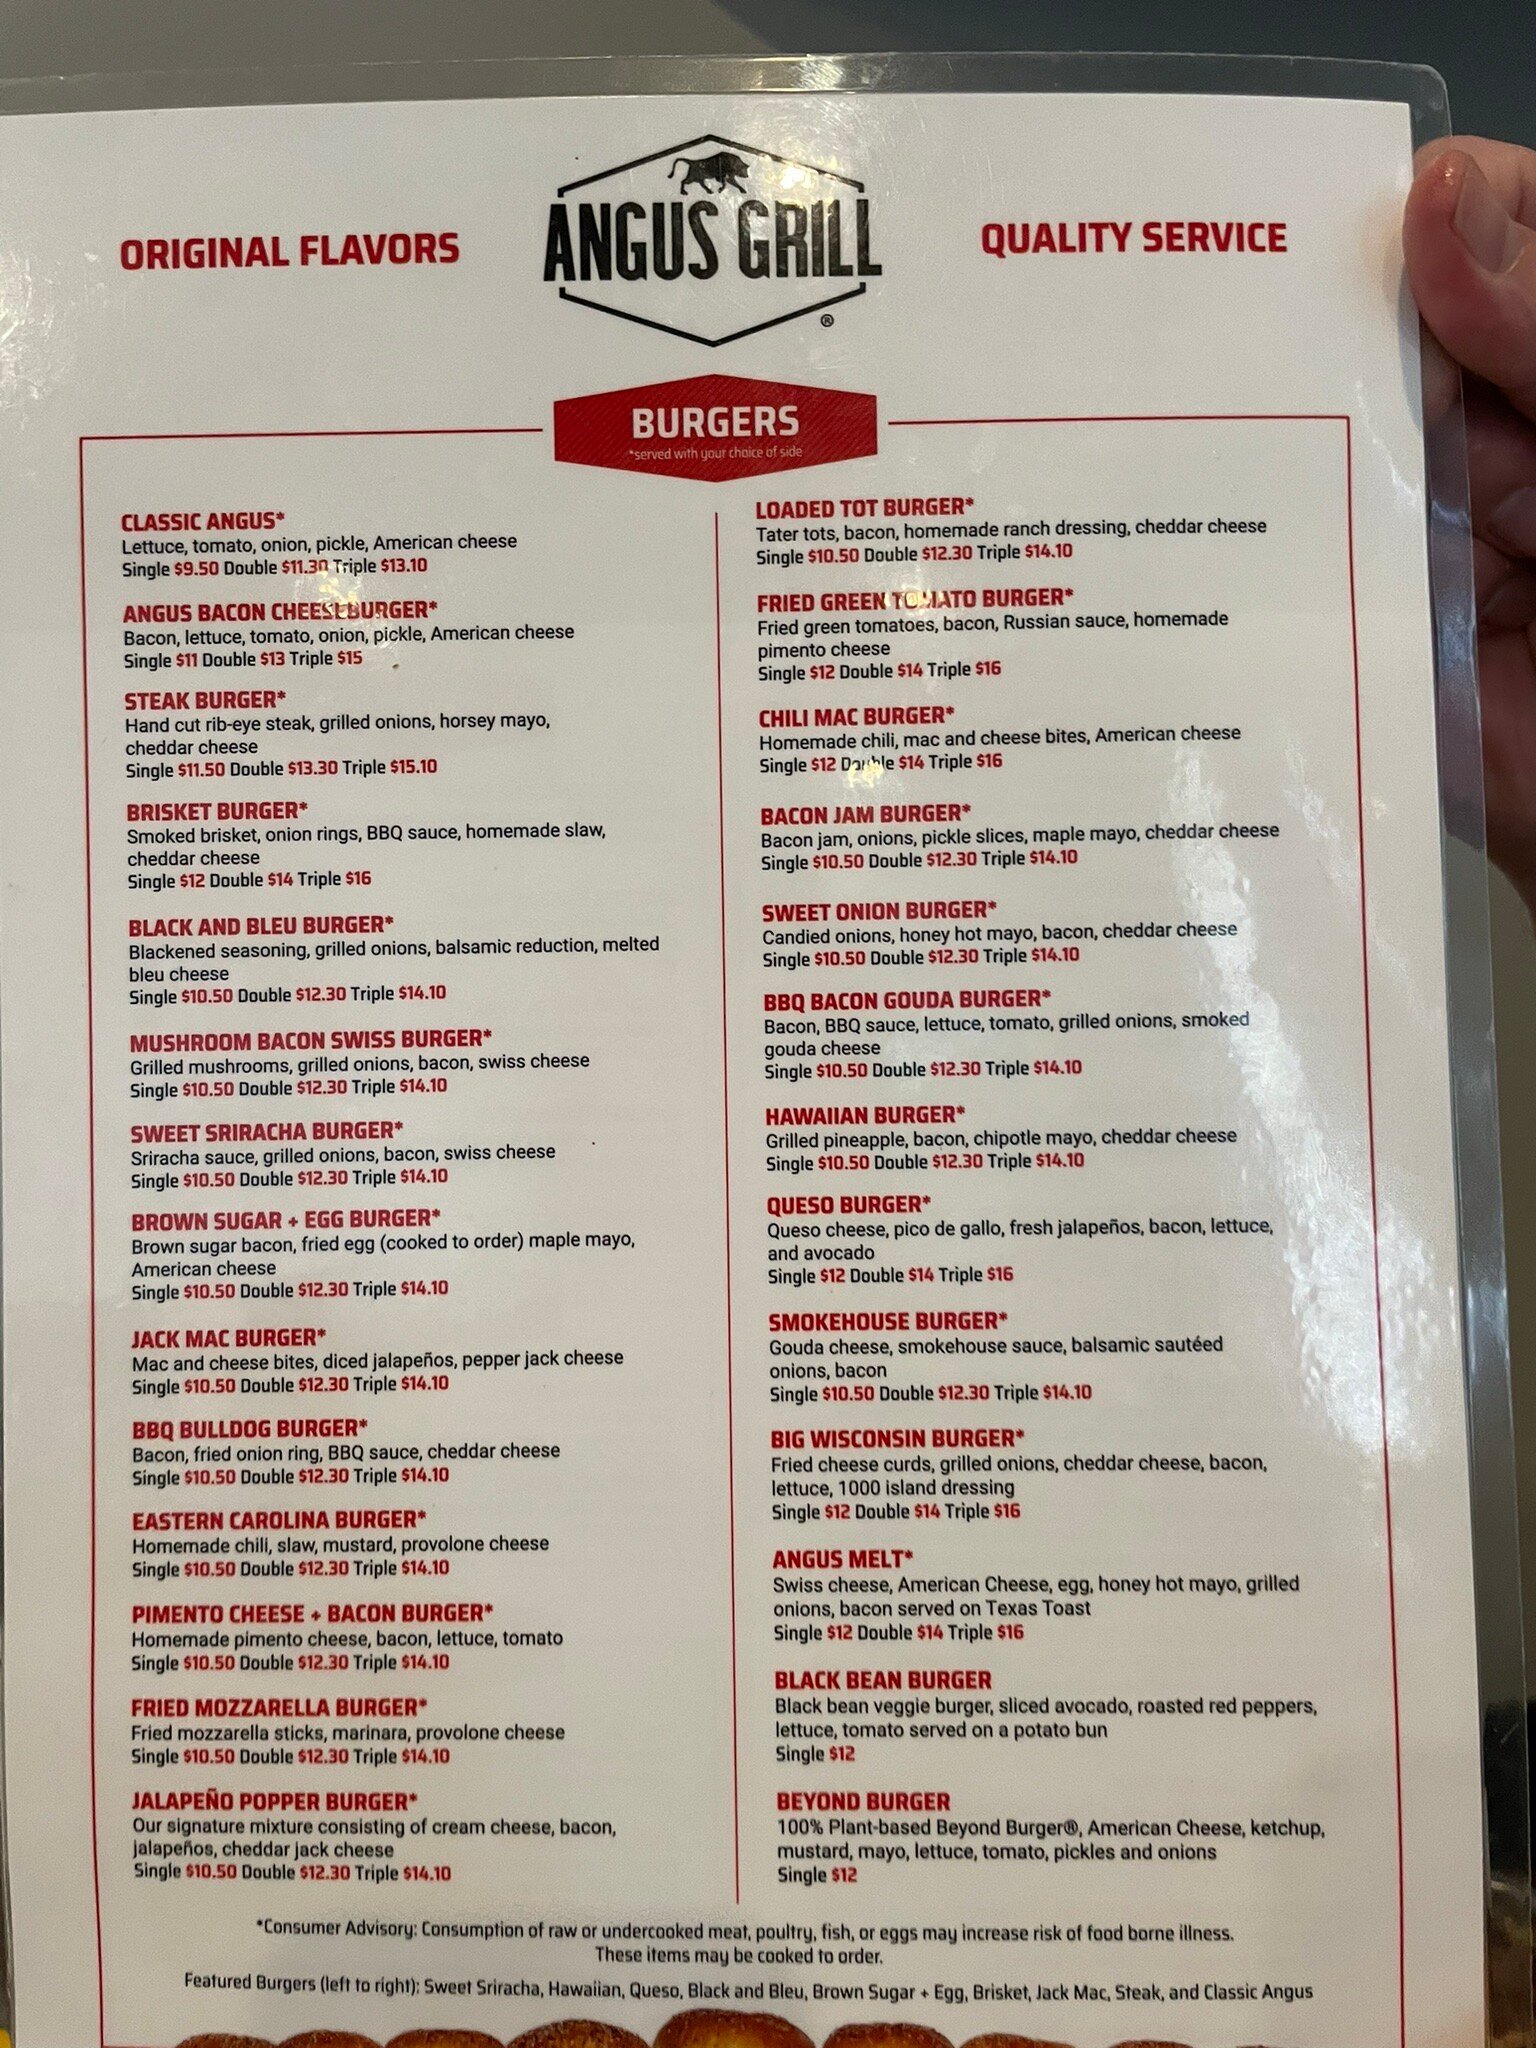 ORIGINAL FLAVORS
ANGUS GRILL
®
QUALITY SERVICE
BURGERS
*served with your choice of side
CLASSIC ANGUS*
Lettuce, tomato, onion, pickle, American cheese
Single $9.50 Double $11.30 Triple $13.10
ANGUS BACON CHEESEBURGER*
Bacon, lettuce, tomato, onion, pickle, American cheese
Single $11 Double $13 Triple $15
STEAK BURGER*
Hand cut rib-eye steak, grilled onions, horsey mayo,
cheddar cheese
Single $11.50 Double $13.30 Triple $15.10
BRISKET BURGER*
Smoked brisket, onion rings, BBQ sauce, homemade slaw,
cheddar cheese
Single $12 Double $14 Triple $16
BLACK AND BLEU BURGER*
Blackened seasoning, grilled onions, balsamic reduction, melted
bleu cheese
Single $10.50 Double $12.30 Triple $14.10
MUSHROOM BACON SWISS BURGER*
Grilled mushrooms, grilled onions, bacon, swiss cheese
Single $10.50 Double $12.30 Triple $14.10
SWEET SRIRACHA BURGER*
Sriracha sauce, grilled onions, bacon, swiss cheese
Single $10.50 Double $12.30 Triple $14.10
BROWN SUGAR + EGG BURGER*
Brown sugar bacon, fried egg (cooked to order) maple mayo,
American cheese
Single $10.50 Double $12.30 Triple $14.10
JACK MAC BURGER*
Mac and cheese bites, diced jalapeños, pepper jack cheese
Single $10.50 Double $12.30 Triple $14.10
BBQ BULLDOG BURGER*
Bacon, fried onion ring, BBQ sauce, cheddar cheese
Single $10.50 Double $12.30 Triple $14.10
EASTERN CAROLINA BURGER*
Homemade chili, slaw, mustard, provolone cheese
Single $10.50 Double $12.30 Triple $14.10
PIMENTO CHEESE + BACON BURGER*
Homemade pimento cheese, bacon, lettuce, tomato
Single $10.50 Double $12.30 Triple $14.10
FRIED MOZZARELLA BURGER*
Fried mozzarella sticks, marinara, provolone cheese
Single $10.50 Double $12.30 Triple $14.10
JALAPEÑO POPPER BURGER*
Our signature mixture consisting of cream cheese, bacon,
jalapeños, cheddar jack cheese
Single $10.50 Double $12.30 Triple $14.10
LOADED TOT BURGER*
Tater tots, bacon, homemade ranch dressing, cheddar cheese
Single $10.50 Double $12.30 Triple $14.10
FRIED GREEN TOMATO BURGER*
Fried green tomatoes, bacon, Russian sauce, homemade
pimento cheese
Single $12 Double $14 Triple $16
CHILI MAC BURGER*
Homemade chili, mac and cheese bites, American cheese
Single $12 Double $14 Triple $16
BACON JAM BURGER*
Bacon jam, onions, pickle slices, maple mayo, cheddar cheese
Single $10.50 Double $12.30 Triple $14.10
SWEET ONION BURGER*
Candied onions, honey hot mayo, bacon, cheddar cheese
Single $10.50 Double $12.30 Triple $14.10
BBQ BACON GOUDA BURGER*
Bacon, BBQ sauce, lettuce, tomato, grilled onions, smoked
gouda cheese
Single $10.50 Double $12.30 Triple $14.10
HAWAIIAN BURGER*
Grilled pineapple, bacon, chipotle mayo, cheddar cheese
Single $10.50 Double $12.30 Triple $14.10
QUESO BURGER*
Queso cheese, pico de gallo, fresh jalapeños, bacon, lettuce,
and avocado
Single $12 Double $14 Triple $16
SMOKEHOUSE BURGER*
Gouda cheese, smokehouse sauce, balsamic sautéed
onions, bacon
Single $10.50 Double $12.30 Triple $14.10
BIG WISCONSIN BURGER*
Fried cheese curds, grilled onions, cheddar cheese, bacon,
lettuce, 1000 island dressing
Single $12 Double $14 Triple $16
ANGUS MELT*
Swiss cheese, American Cheese, egg, honey hot mayo, grilled
onions, bacon served on Texas Toast
Single $12 Double $14 Triple $16
BLACK BEAN BURGER
Black bean veggie burger, sliced avocado, roasted red peppers,
lettuce, tomato served on a potato bun
Single $12
BEYOND BURGER
100% Plant-based Beyond Burger®, American Cheese, ketchup,
mustard, mayo, lettuce, tomato, pickles and onions
Single $12
*Consumer Advisory: Consumption of raw or undercooked meat, poultry, fish, or eggs may increase risk of food borne illness.
These items may be cooked to order.
Featured Burgers (left to right): Sweet Sriracha, Hawaiian, Queso, Black and Bleu, Brown Sugar + Egg, Brisket, Jack Mac, Steak, and Classic Angus